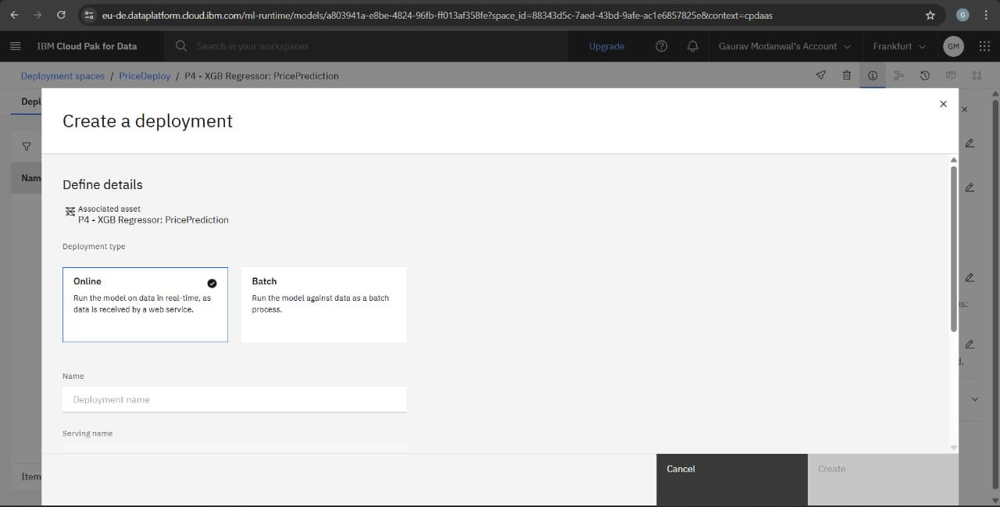 eu-de.dataplatform.cloud.ibm.com/ml-runtime/models/a803941a-e8be-4824-96fb-ff013af358fe?space_id=88343d5c-7aed-43bd-9afe-ac1e6857825e&context=cpdaas
G
IBM Cloud Pak for Data
Search in your workspaces
Upgrade
Gaurav Modanwal's Account
Frankfurt
GM
Deployment spaces / PriceDeploy / P4 - XGB Regressor: PricePrediction
Depl
Create a deployment
Nam
Define details
Associated asset
P4 - XGB Regressor: PricePrediction
Deployment type
Online
Run the model on data in real-time, as
data is received by a web service.
Batch
Run the model against data as a batch
process.
Name
Deployment name
Serving name
Item
Cancel
Create